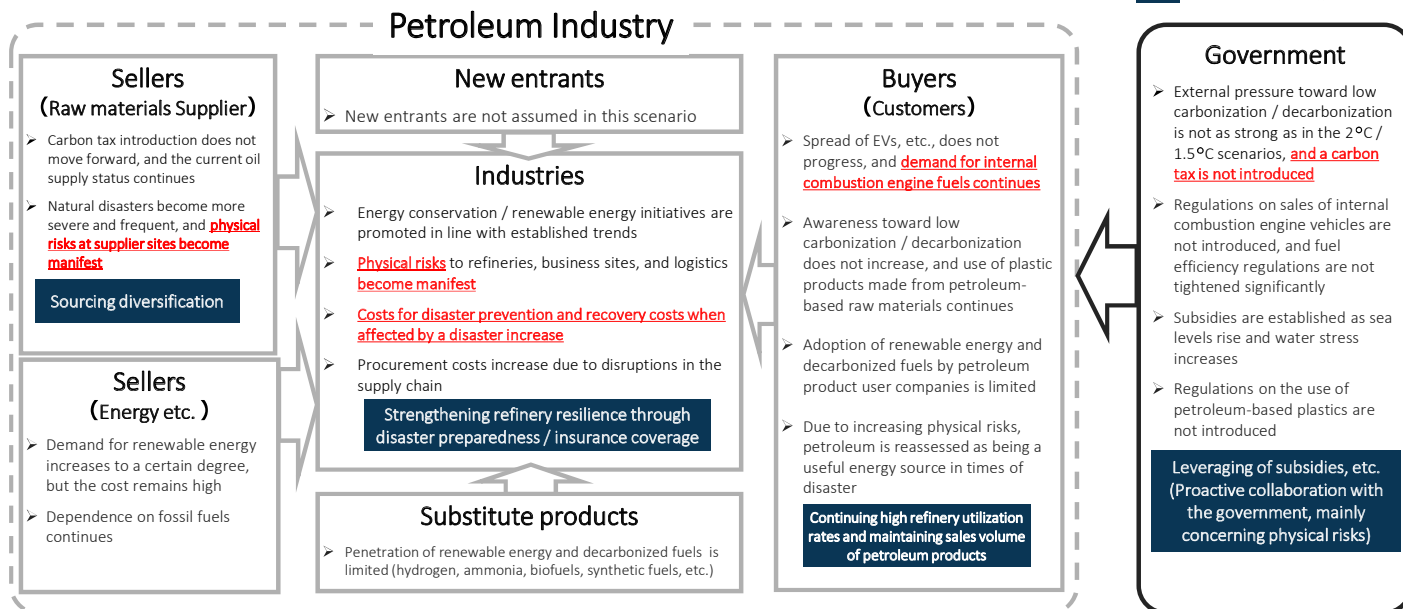 Petroleum Industry
Sellers
(Raw materials Supplier)
➢ Carbon tax introduction does not
move forward, and the current oil
supply status continues
➢ Natural disasters become more
severe and frequent, and physical
risks at supplier sites become
manifest
Sourcing diversification
Sellers
(Energy etc. )
➢ Demand for renewable energy
increases to a certain degree,
but the cost remains high
➢ Dependence on fossil fuels
continues
New entrants
➢ New entrants are not assumed in this scenario
Industries
➢ Energy conservation / renewable energy initiatives are
promoted in line with established trends
➢ Physical risks to refineries, business sites, and logistics
become manifest
➢ Costs for disaster prevention and recovery costs when
affected by a disaster increase
➢ Procurement costs increase due to disruptions in the
supply chain
Strengthening refinery resilience through
disaster preparedness / insurance coverage
Substitute products
➢ Penetration of renewable energy and decarbonized fuels is
limited (hydrogen, ammonia, biofuels, synthetic fuels, etc.)
Buyers
(Customers)
➢ Spread of EVs, etc., does not
progress, and demand for internal
combustion engine fuels continues
➢ Awareness toward low
carbonization / decarbonization
does not increase, and use of plastic
products made from petroleum-
based raw materials continues
➢ Adoption of renewable energy and
decarbonized fuels by petroleum
product user companies is limited
➢ Due to increasing physical risks,
petroleum is reassessed as being a
useful energy source in times of
disaster
Continuing high refinery utilization
rates and maintaining sales volume
of petroleum products
Government
➢ External pressure toward low
carbonization / decarbonization
is not as strong as in the 2°C /
1.5°C scenarios, and a carbon
tax is not introduced
➢ Regulations on sales of internal
combustion engine vehicles are
not introduced, and fuel
efficiency regulations are not
tightened significantly
➢ Subsidies are established as sea
levels rise and water stress
increases
➢ Regulations on the use of
petroleum-based plastics are
not introduced
Leveraging of subsidies, etc.
(Proactive collaboration with
the government, mainly
concerning physical risks)